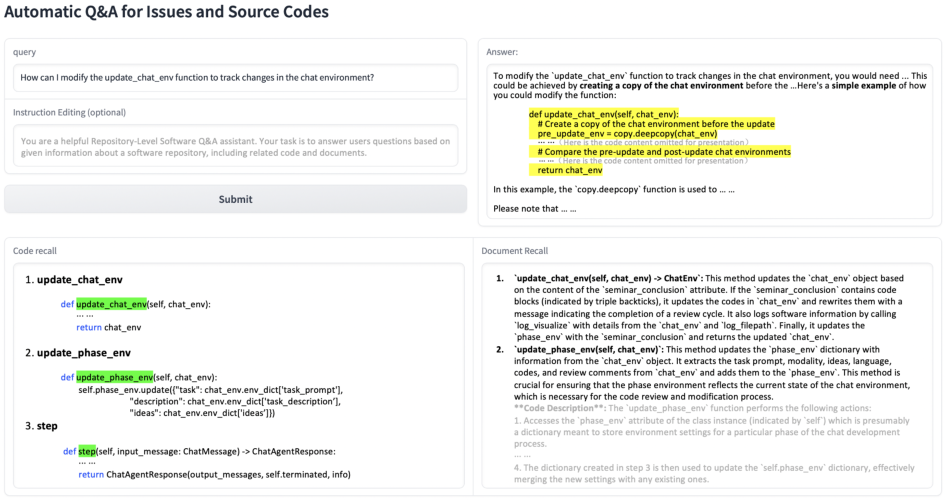 Automatic Q&A for Issues and Source Codes
query
How can I modify the update_chat_env function to track changes in the chat environment?
Instruction Editing (optional)
You are a helpful Repository-Level Software Q&A assistant. Your task is to answer users questions based on
given information about a software repository, including related code and documents.
Submit
Answer:
To modify the `update_chat_env` function to track changes in the chat environment, you would need ... This
could be achieved by creating a copy of the chat environment before the ...Here's a simple example of how
you could modify the function:
def update_chat_env(self, chat_env):
# Create a copy of the chat environment before the update
pre_update_env = copy.deepcopy(chat_env)
... ... (Here is the code content omitted for presentation)
# Compare the pre-update and post-update chat environments
... ... (Here is the code content omitted for presentation)
return chat_env
In this example, the `copy.deepcopy` function is used to ... ...
Please note that ... ...
Code recall
1. update_chat_env
def update_chat_env(self, chat_env):
... ...
return chat_env
2. update_phase_env
def update_phase_env(self, chat_env):
self.phase_env.update({"task": chat_env.env_dict['task_prompt'],
"description": chat_env.env_dict['task_description'],
"ideas": chat_env.env_dict['ideas']})
3. step
def step(self, input_message: ChatMessage) -> ChatAgentResponse:
... ...
return ChatAgentResponse(output_messages, self.terminated, info)
Document Recall
1. `update_chat_env(self, chat_env) -> ChatEnv`: This method updates the `chat_env` object based
on the content of the `seminar_conclusion` attribute. If the `seminar_conclusion` contains code
blocks (indicated by triple backticks), it updates the codes in `chat_env` and rewrites them with a
message indicating the completion of a review cycle. It also logs software information by calling
`log_visualize` with details from the `chat_env` and `log_filepath`. Finally, it updates the
`phase_env` with the `seminar_conclusion` and returns the updated `chat_env`.
2. `update_phase_env(self, chat_env)`: This method updates the `phase_env` dictionary with
information from the `chat_env` object. It extracts the task prompt, modality, ideas, language,
codes, and review comments from `chat_env` and adds them to the `phase_env`. This method is
crucial for ensuring that the phase environment reflects the current state of the chat environment,
which is necessary for the code review and modification process.
**Code Description**: The `update_phase_env` function performs the following actions:
1. Accesses the `phase_env` attribute of the class instance (indicated by `self`) which is presumably
a dictionary meant to store environment settings for a particular phase of the chat development
process.
... ...
4. The dictionary created in step 3 is then used to update the `self.phase_env` dictionary, effectively
merging the new settings with any existing ones.